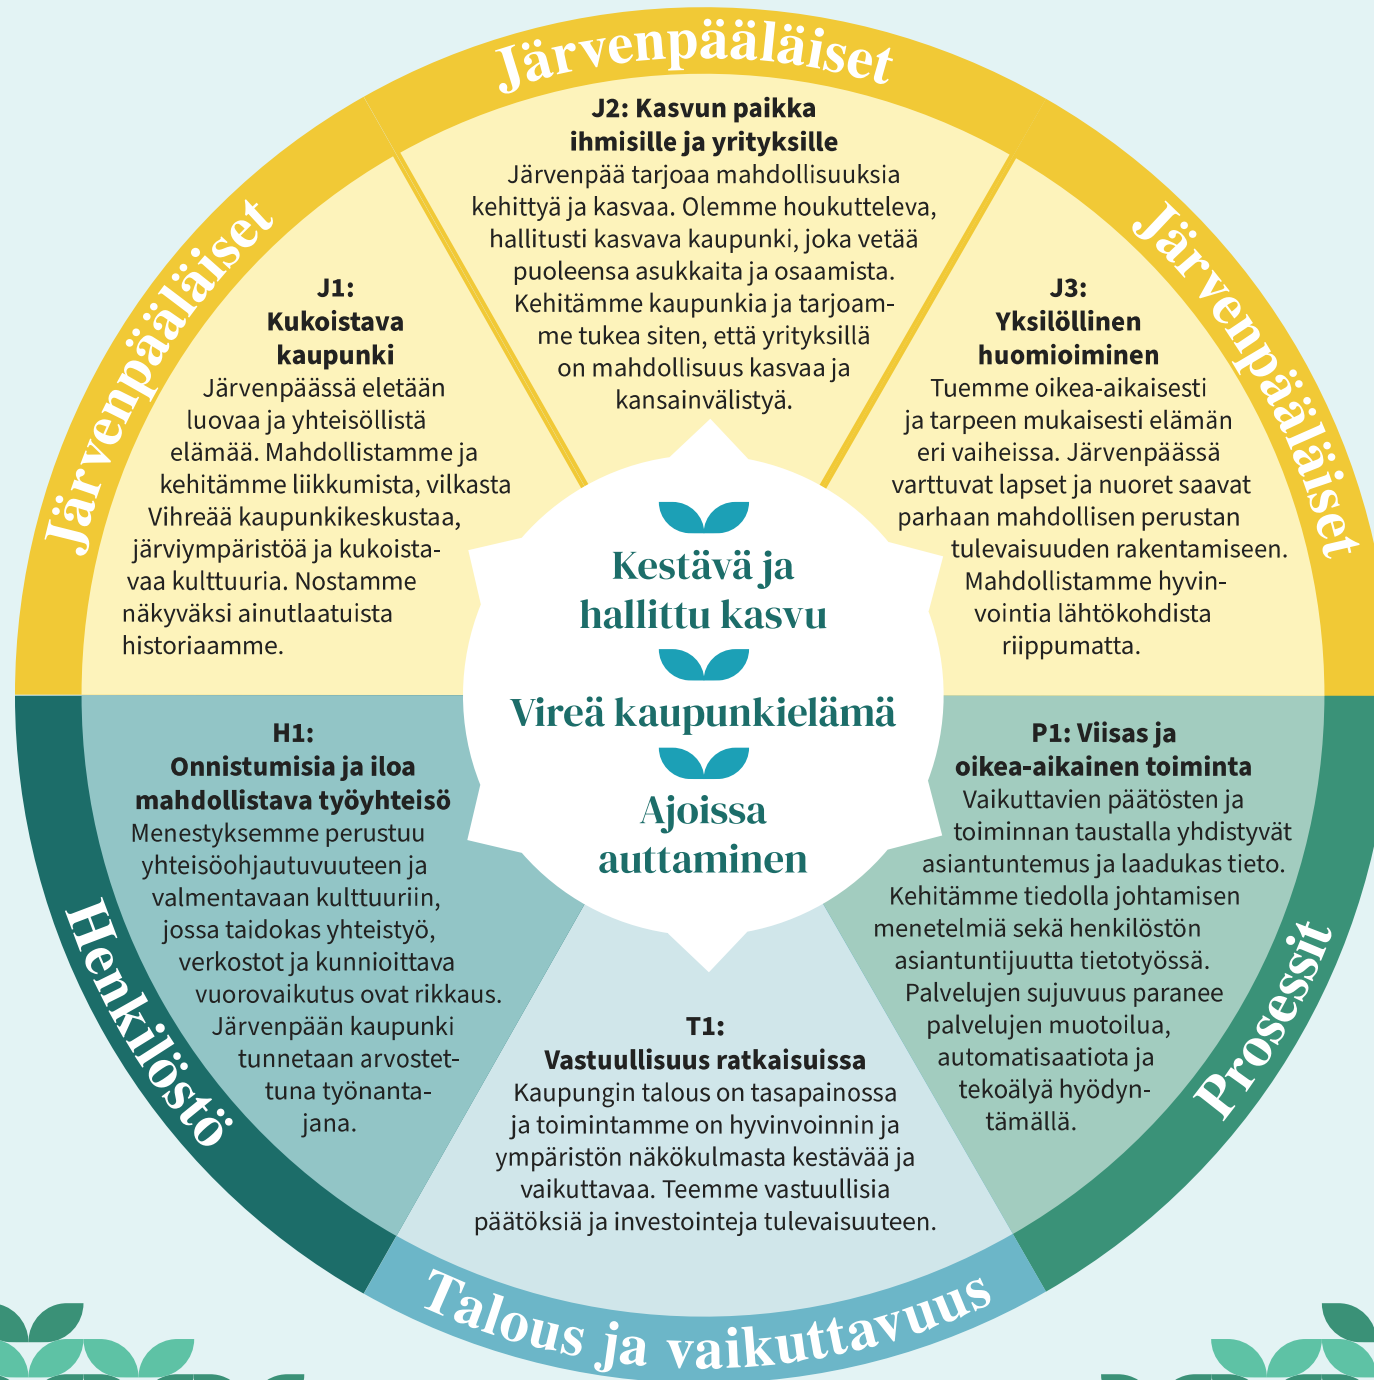 Järvenpääläiset
J2: Kasvun paikka
ihmisille ja yrityksille
Järvenpää tarjoaa mahdollisuuksia
kehittyä ja kasvaa. Olemme houkutteleva,
hallitusti kasvava kaupunki, joka vetää
puoleensa asukkaita ja osaamista.
Kehitämme kaupunkia ja tarjoam-
me tukea siten, että yrityksillä
on mahdollisuus kasvaa ja
kansainvälistyä.
Järvenpääläiset
J1:
Kukoistava
kaupunki
Järvenpäässä eletään
luovaa ja yhteisöllistä
elämää. Mahdollistamme ja
kehitämme liikkumista, vilkasta
Vihreää kaupunkikeskustaa,
järviympäristöä ja kukoista-
vaa kulttuuria. Nostamme
näkyväksi ainutlaatuista
historiaamme.
Järvenpääläiset
J3:
Yksilöllinen
huomioiminen
Tuemme oikea-aikaisesti
ja tarpeen mukaisesti elämän
eri vaiheissa. Järvenpäässä
varttuvat lapset ja nuoret saavat
parhaan mahdollisen perustan
tulevaisuuden rakentamiseen.
Mahdollistamme hyvin-
vointia lähtökohdista
riippumatta.
Kestävä ja
hallittu kasvu
Vireä kaupunkielämä
Ajoissa
auttaminen
H1:
Onnistumisia ja iloa
mahdollistava työyhteisö
Menestyksemme perustuu
yhteisöohjautuvuuteen ja
valmentavaan kulttuuriin,
jossa taidokas yhteistyö,
verkostot ja kunnioittava
vuorovaikutus ovat rikkaus.
Järvenpään kaupunki
tunnetaan arvostet-
tuna työnanta-
jana.
Henkilöstö
P1: Viisas ja
oikea-aikainen toiminta
Vaikuttavien päätösten ja
toiminnan taustalla yhdistyvät
asiantuntemus ja laadukas tieto.
Kehitämme tiedolla johtamisen
menetelmiä sekä henkilöstön
asiantuntijuutta tietotyössä.
Palvelujen sujuvuus paranee
palvelujen muotoilua,
automatisaatiota ja
tekoälyä hyödyn-
tämällä.
Prosessit
T1:
Vastuullisuus ratkaisuissa
Kaupungin talous on tasapainossa
ja toimintamme on hyvinvoinnin ja
ympäristön näkökulmasta kestävää ja
vaikuttavaa. Teemme vastuullisia
päätöksiä ja investointeja tulevaisuuteen.
Talous ja vaikuttavuus